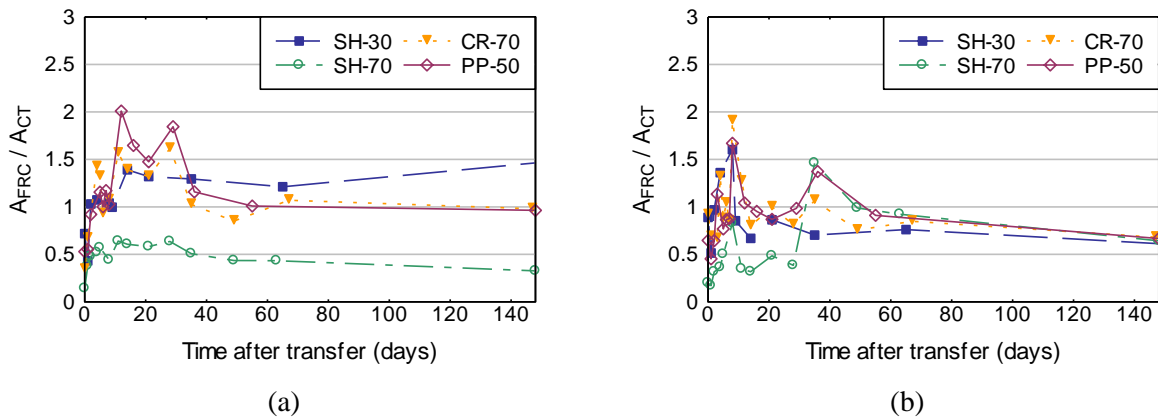 3
2.5
2
1.5
1
0.5
0
A_FRC / A_CT
SH-30
CR-70
SH-70
PP-50
0 20 40 60 80 100 120 140
Time after transfer (days)
(a)
3
2.5
2
1.5
1
0.5
0
A_FRC / A_CT
SH-30
CR-70
SH-70
PP-50
0 20 40 60 80 100 120 140
Time after transfer (days)
(b)